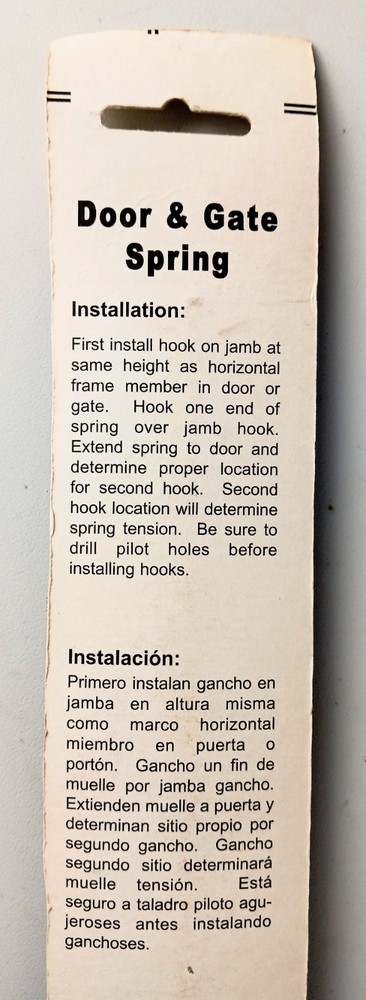 Door & Gate
Spring
Installation:
First install hook on jamb at
same height as horizontal
frame member in door or
gate. Hook one end of
spring over jamb hook.
Extend spring to door and
determine proper location
for second hook. Second
hook location will determine
spring tension. Be sure to
drill pilot holes before
installing hooks.
Instalación:
Primero instalan gancho en
jamba en altura misma
como marco horizontal
miembro en puerta o
portón. Gancho un fin de
muelle por jamba gancho.
Extienden muelle a puerta y
determinan sitio propio por
segundo gancho. Gancho
segundo sitio determinará
muelle tensión. Está
seguro a taladro piloto agu-
jeroses antes instalando
ganchoses.